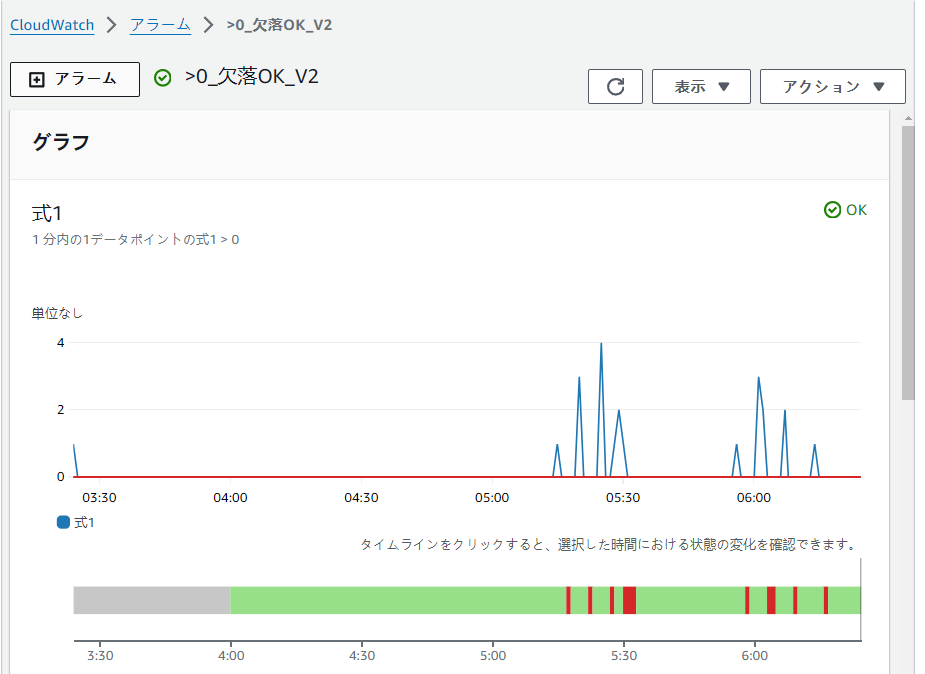 CloudWatch > アラーム > >0_欠落OK_V2
アラーム >0_欠落OK_V2
表示 ▼ アクション ▼
グラフ
式1
OK
1 分内の1データポイントの式1 > 0
単位なし
4
2
0
03:30 04:00 04:30 05:00 05:30 06:00
式1
タイムラインをクリックすると、選択した時間における状態の変化を確認できます。
3:30 4:00 4:30 5:00 5:30 6:00